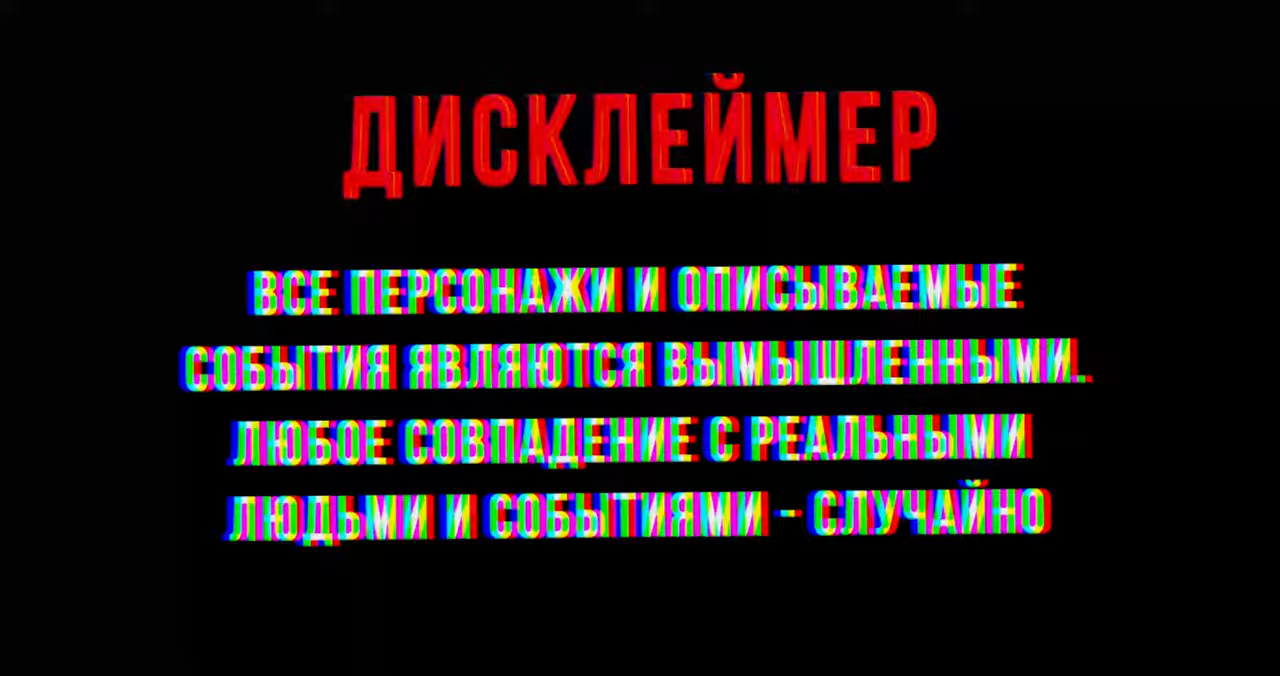 ДИСКЛЕЙМЕР
ВСЕ ПЕРСОНАЖИ И ОПИСЫВАЕМЫЕ
СОБЫТИЯ ЯВЛЯЮТСЯ ВЫМЫШЛЕННЫМИ.
ЛЮБОЕ СОВПАДЕНИЕ С РЕАЛЬНЫМИ
ЛЮДЬМИ И СОБЫТИЯМИ - СЛУЧАЙНО